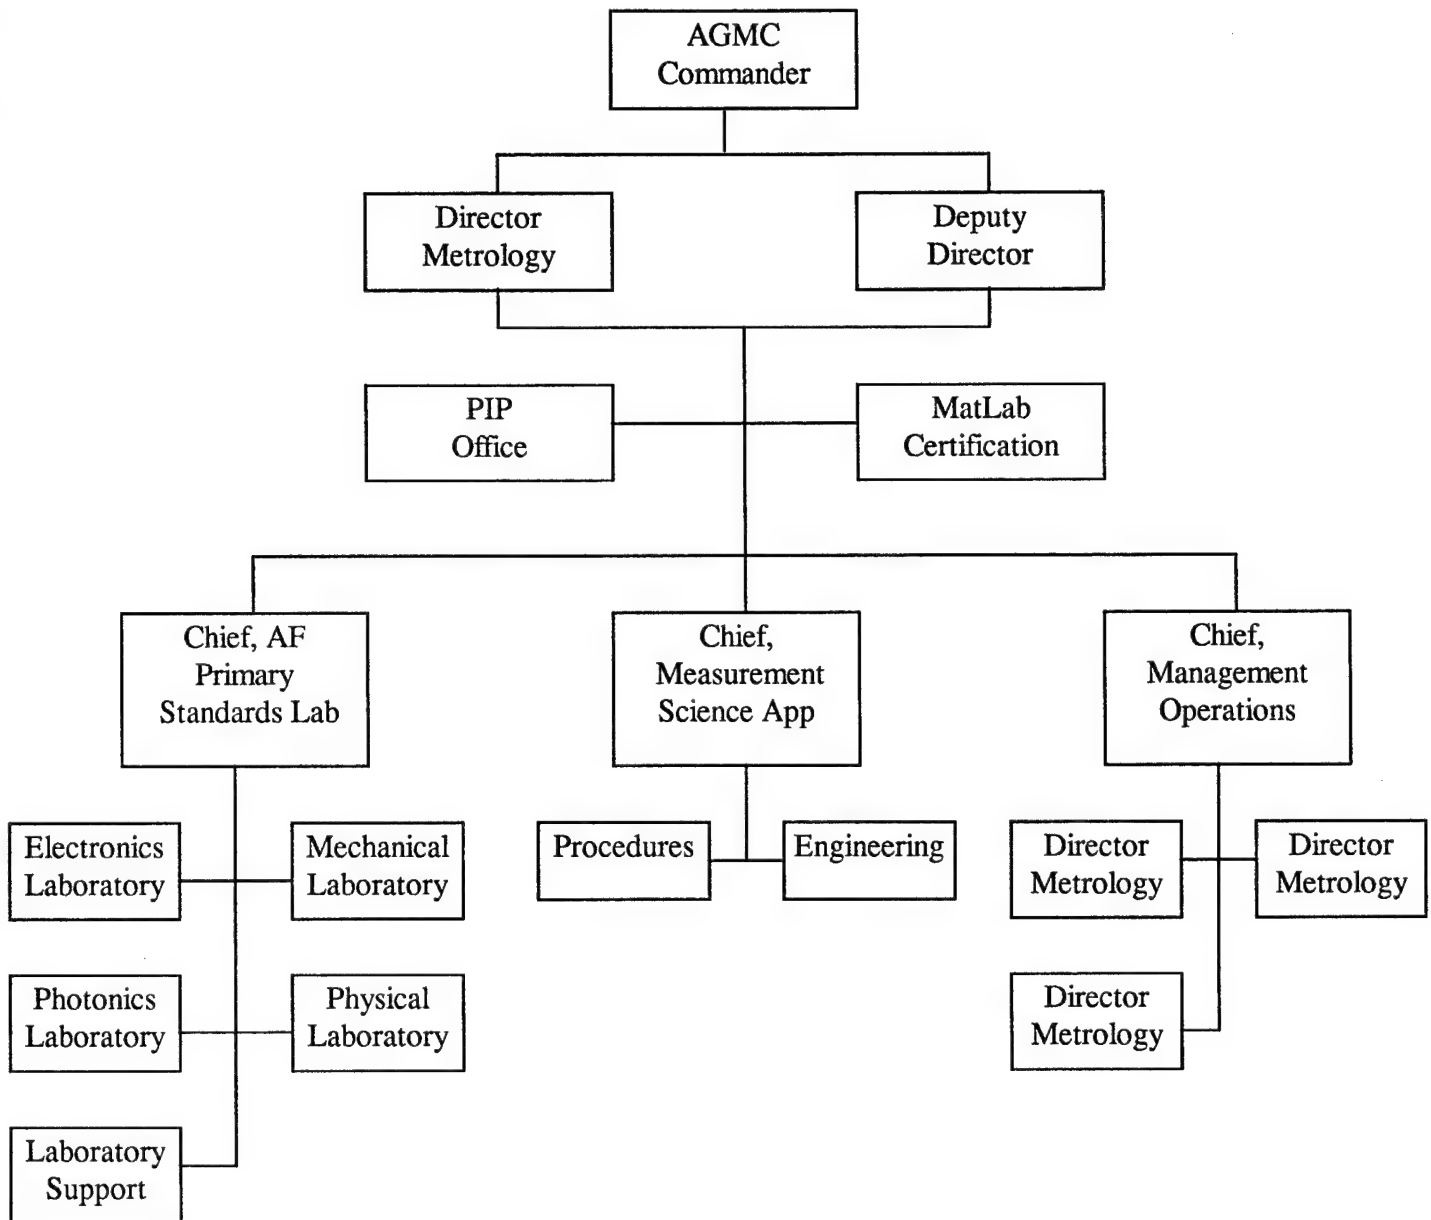 AGMC
Commander
Director
Metrology
Deputy
Director
PIP
Office
MatLab
Certification
Chief, AF
Primary
Standards Lab
Chief,
Measurement
Science App
Chief,
Management
Operations
Electronics
Laboratory
Mechanical
Laboratory
Procedures
Engineering
Director
Metrology
Director
Metrology
Photonics
Laboratory
Physical
Laboratory
Director
Metrology
Laboratory
Support